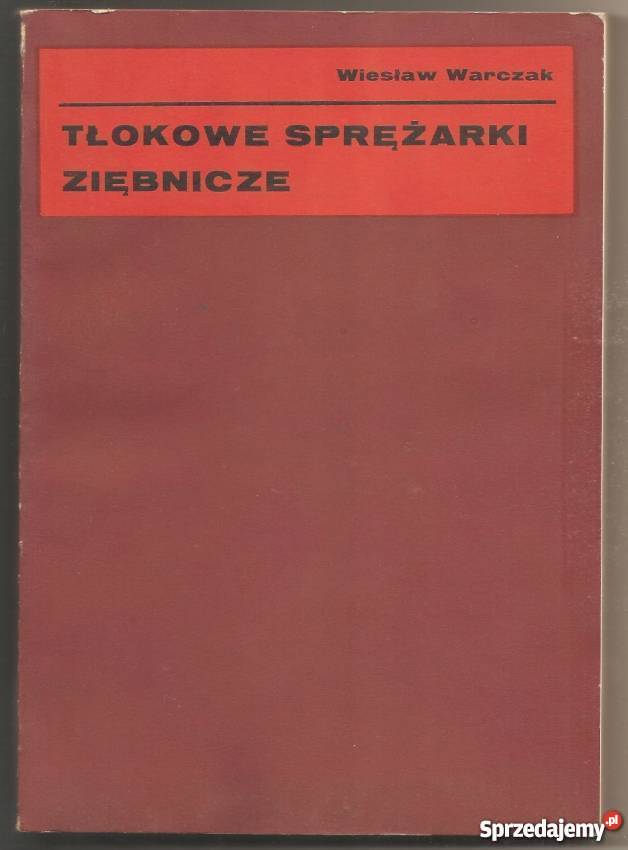 Wiesław Warczak
TŁOKOWE SPRĘŻARKI
ZIĘBNICZE
Sprzedajemy.pl